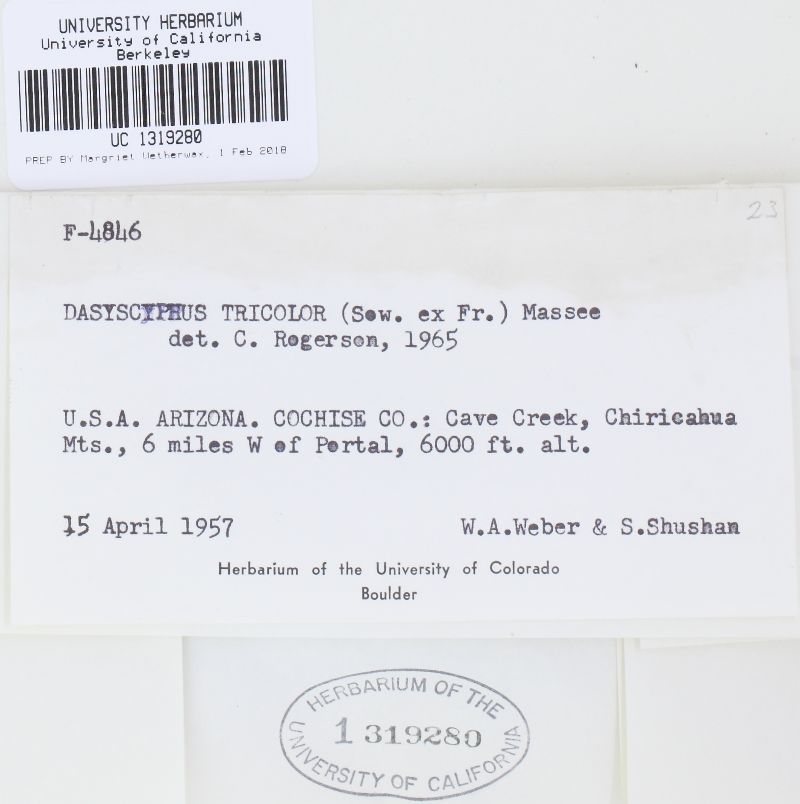 UNIVERSITY HERBARIUM
University of California
Berkeley
UC 1319280
PREP BY Margriet Wetherwax, 1 Feb 2018
23
F-4846
DASYSCYPHUS TRICOLOR (Sow. ex Fr.) Massee
det. C. Rogerson, 1965
U.S.A. ARIZONA. COCHISE CO.: Cave Creek, Chiricahua
Mts., 6 miles W of Portal, 6000 ft. alt.
15 April 1957 W.A.Weber & S.Shushan
Herbarium of the University of Colorado
Boulder
HERBARIUM OF THE
1319280
UNIVERSITY OF CALIFORNIA